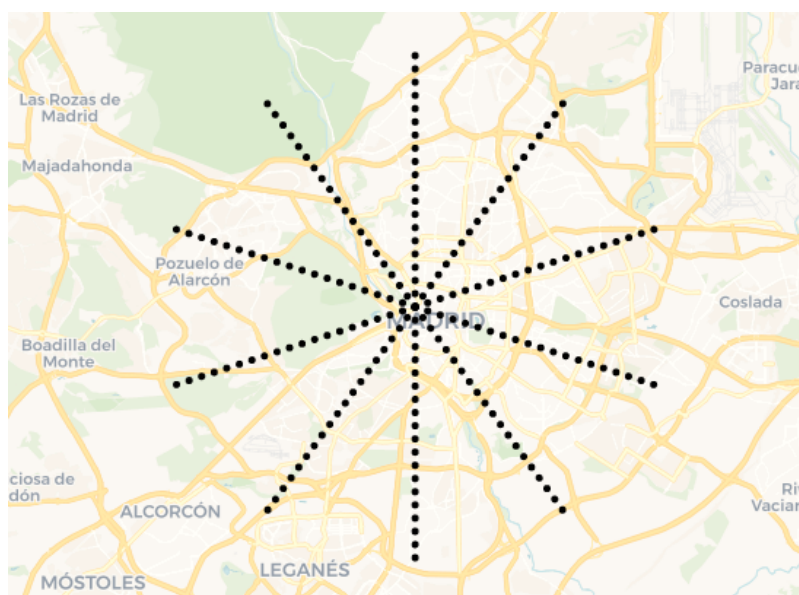 Paracue
Jara
Las Rozas de
Madrid
Majadahonda
Pozuelo de
Alarcón
Coslada
MADRID
Boadilla del
Monte
ciosa de
dón
ALCORCÓN
Ri
Vaciar
LEGANÉS
MÓSTOLES